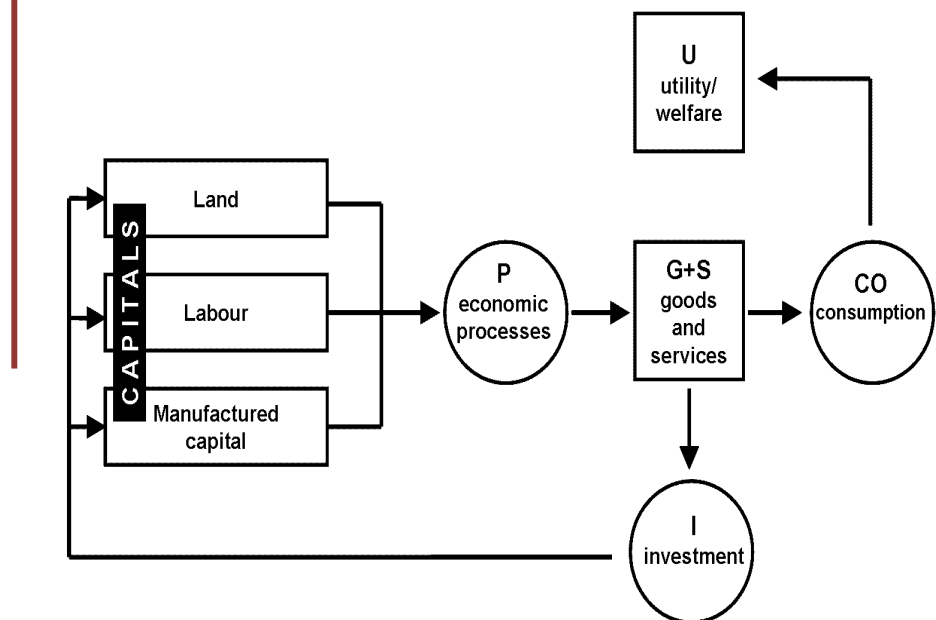 U
utility/
welfare
Land
CAPITALS
Labour
Manufactured
capital
P
economic
processes
G+S
goods
and
services
CO
consumption
I
investment